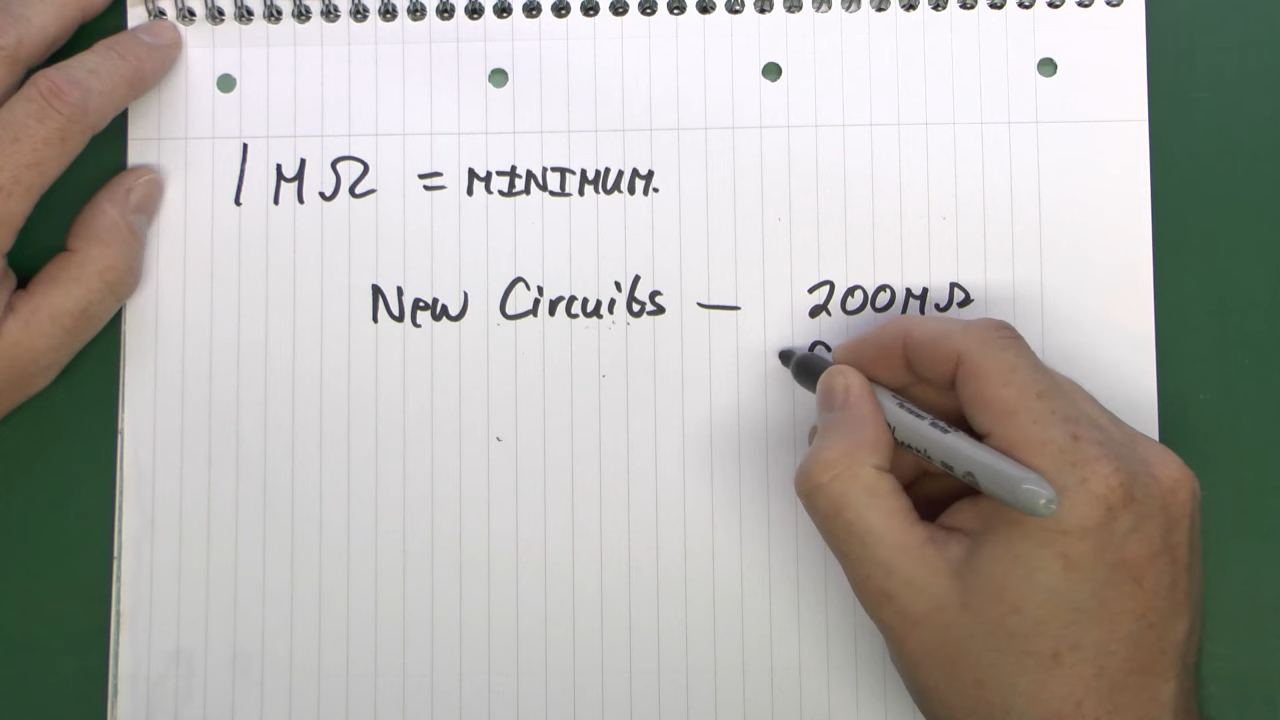 1 MΩ = MINIMUM.
New Circuits — 200MΩ